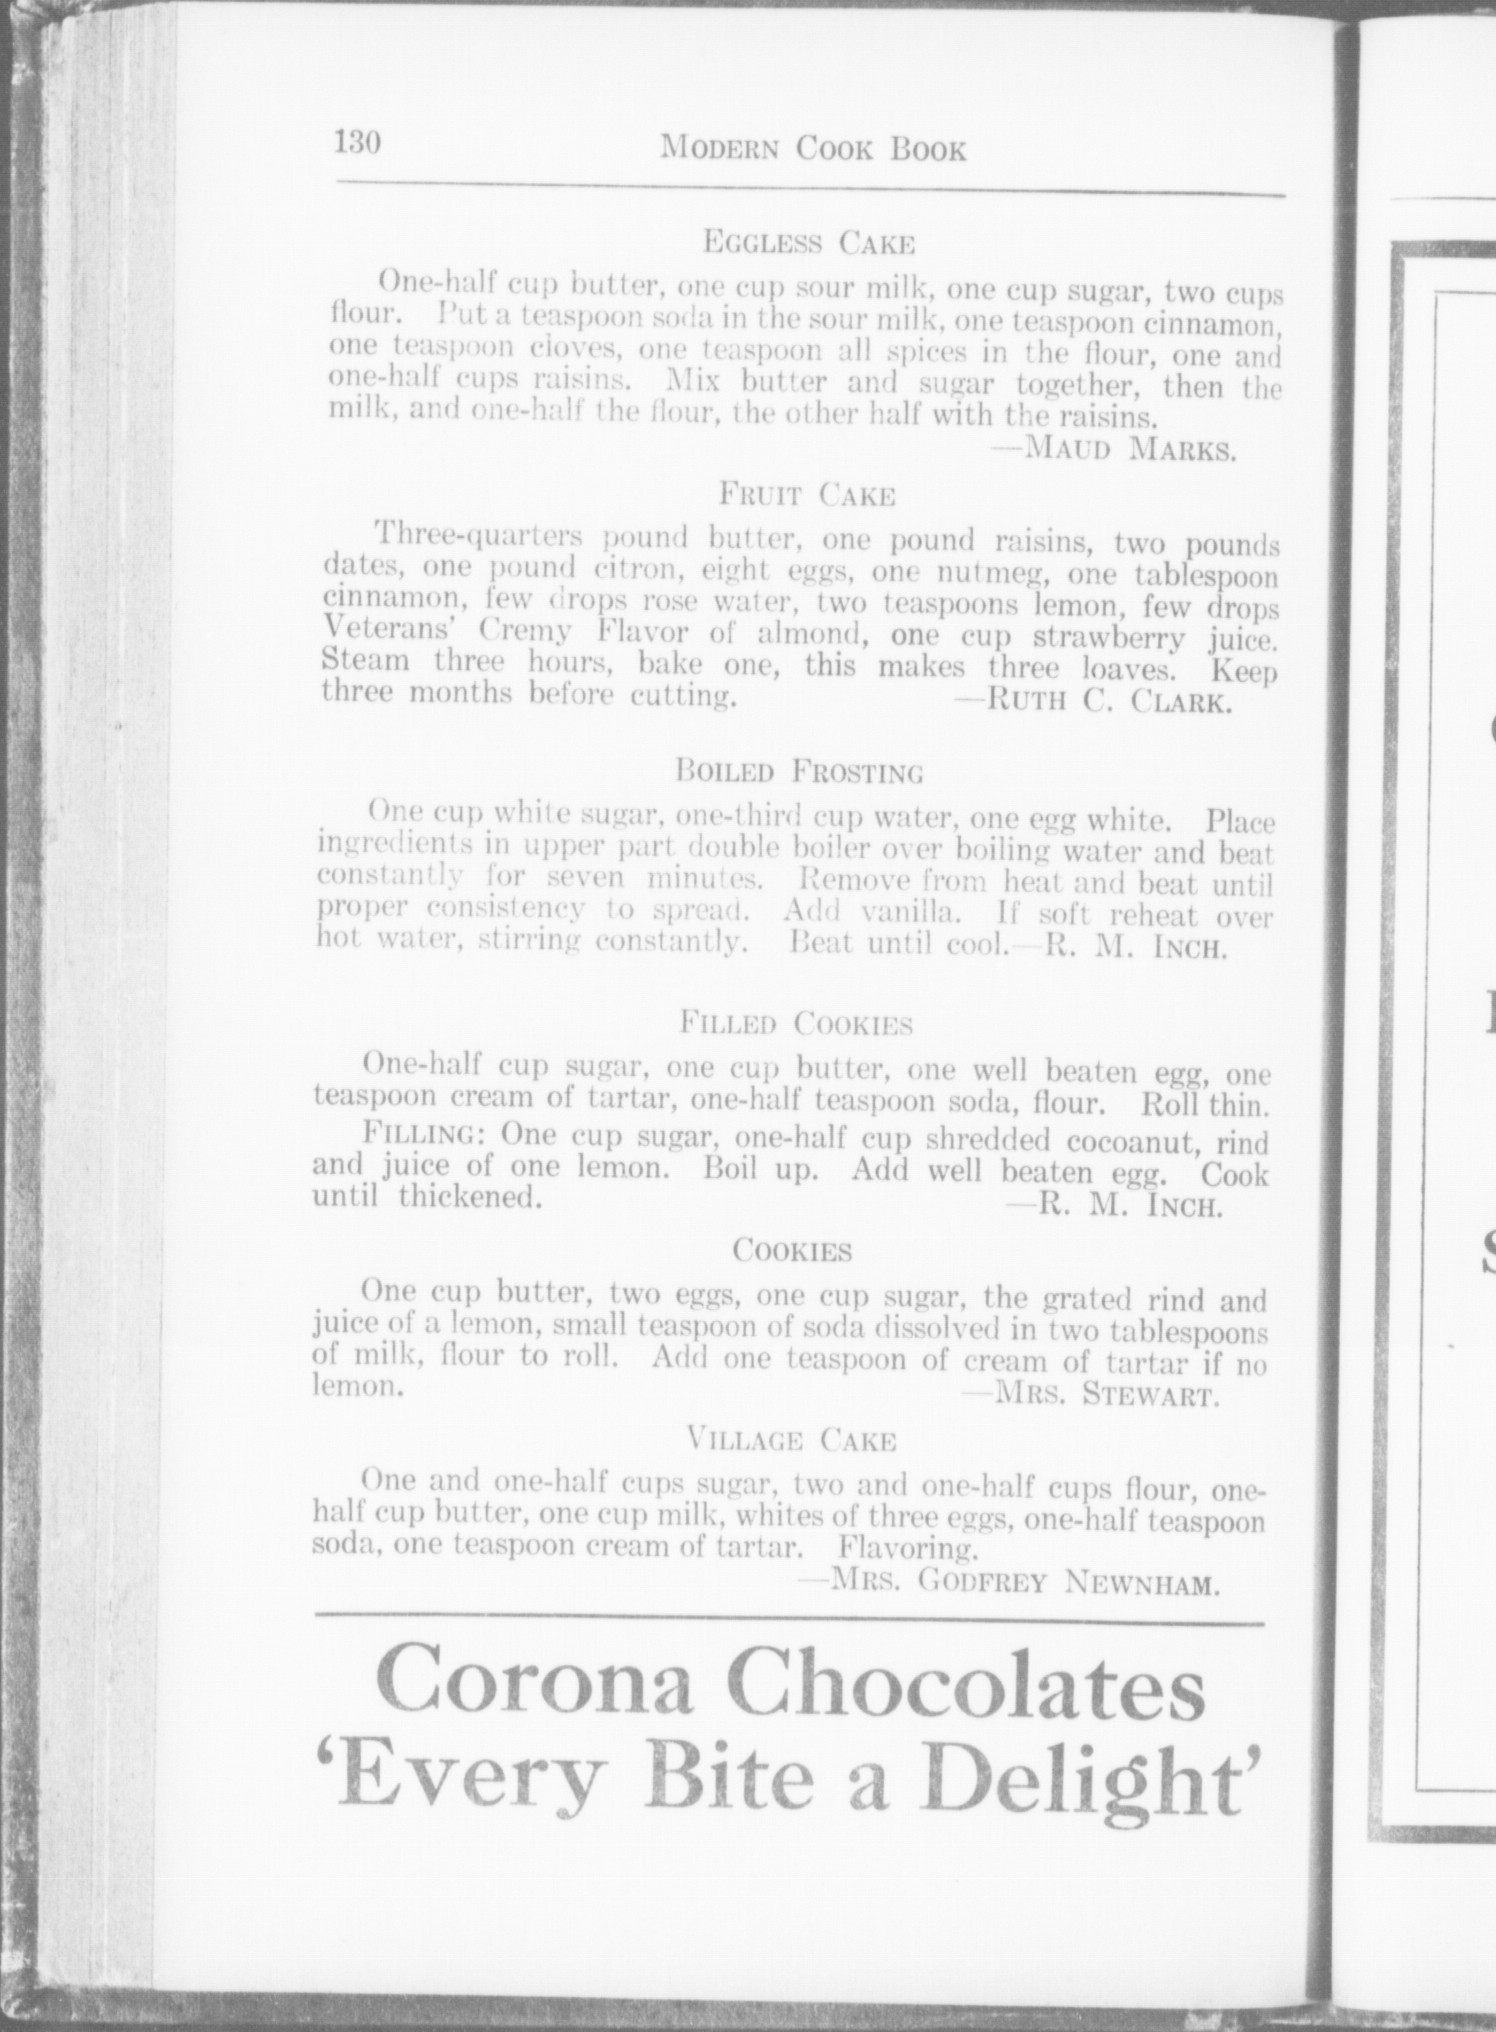 130 MODERN COOK BOOK
EGGLESS CAKE
One-half cup butter, one cup sour milk, one cup sugar, two cups
flour. Put a teaspoon soda in the sour milk, one teaspoon cinnamon,
one teaspoon cloves, one teaspoon all spices in the flour, one and
one-half cups raisins. Mix butter and sugar together, then the
milk, and one-half the flour, the other half with the raisins.
—MAUD MARKS.
FRUIT CAKE
Three-quarters pound butter, one pound raisins, two pounds
dates, one pound citron, eight eggs, one nutmeg, one tablespoon
cinnamon, few drops rose water, two teaspoons lemon, few drops
Veterans' Cremy Flavor of almond, one cup strawberry juice.
Steam three hours, bake one, this makes three loaves. Keep
three months before cutting. —RUTH C. CLARK.
BOILED FROSTING
One cup white sugar, one-third cup water, one egg white. Place
ingredients in upper part double boiler over boiling water and beat
constantly for seven minutes. Remove from heat and beat until
proper consistency to spread. Add vanilla. If soft reheat over
hot water, stirring constantly. Beat until cool.—R. M. INCH.
FILLED COOKIES
One-half cup sugar, one cup butter, one well beaten egg, one
teaspoon cream of tartar, one-half teaspoon soda, flour. Roll thin.
FILLING: One cup sugar, one-half cup shredded cocoanut, rind
and juice of one lemon. Boil up. Add well beaten egg. Cook
until thickened. —R. M. INCH.
COOKIES
One cup butter, two eggs, one cup sugar, the grated rind and
juice of a lemon, small teaspoon of soda dissolved in two tablespoons
of milk, flour to roll. Add one teaspoon of cream of tartar if no
lemon. —MRS. STEWART.
VILLAGE CAKE
One and one-half cups sugar, two and one-half cups flour, one-
half cup butter, one cup milk, whites of three eggs, one-half teaspoon
soda, one teaspoon cream of tartar. Flavoring.
—MRS. GODFREY NEWNHAM.
Corona Chocolates
'Every Bite a Delight'